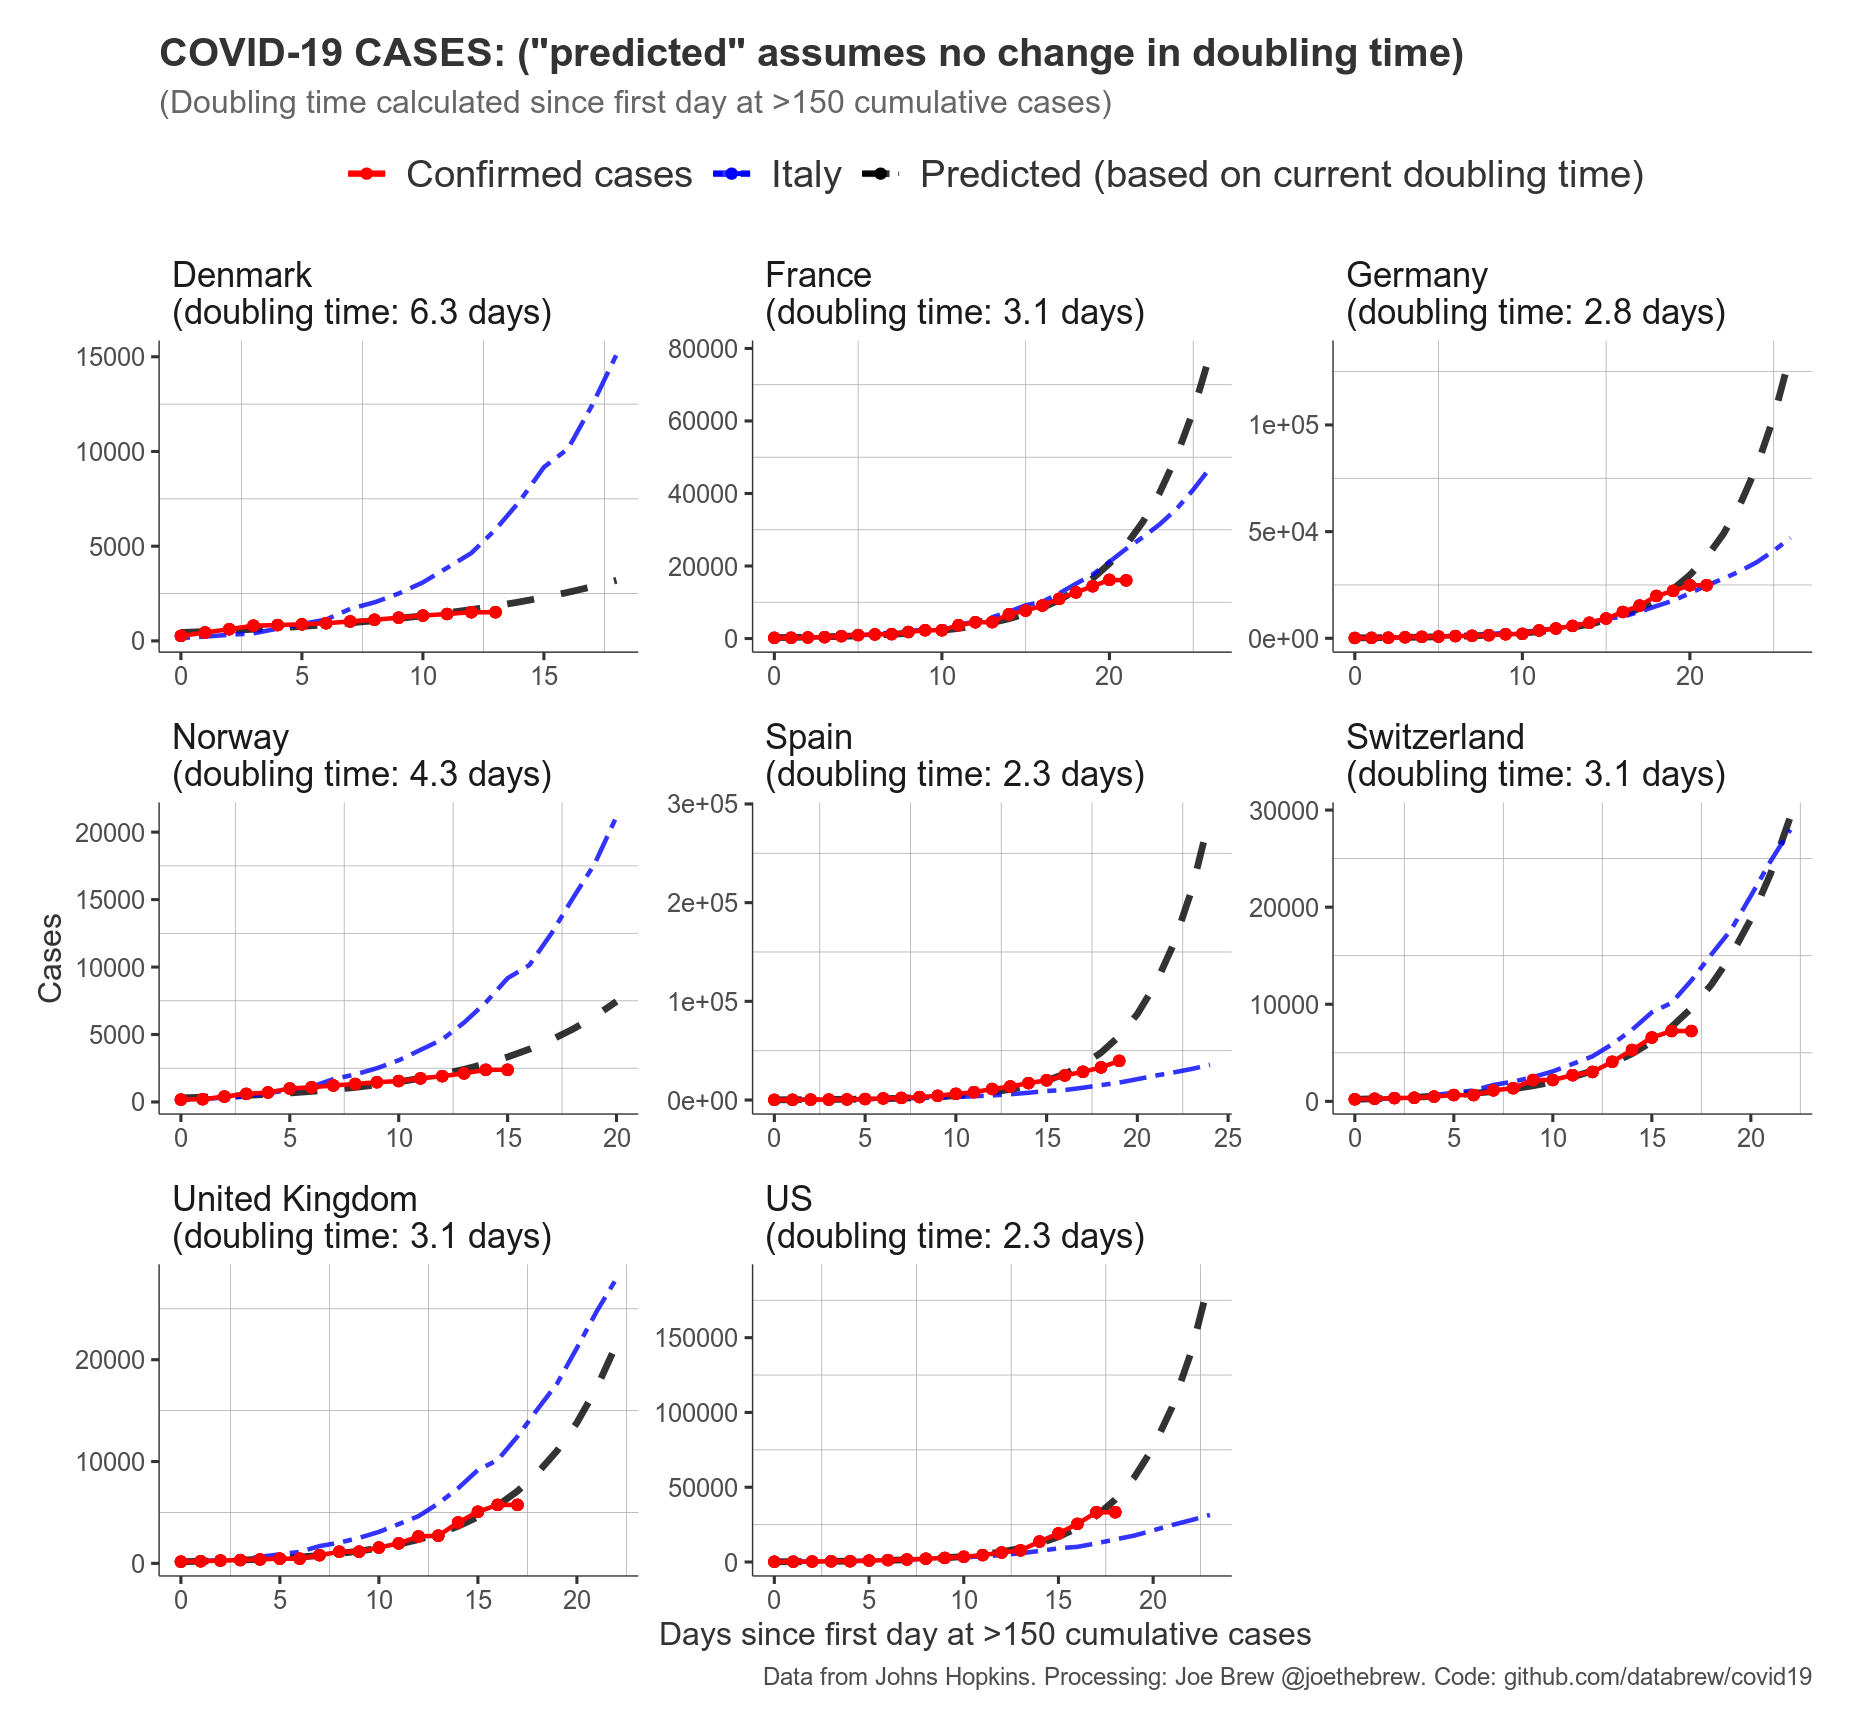 COVID-19 CASES: ("predicted" assumes no change in doubling time)
(Doubling time calculated since first day at >150 cumulative cases)
Confirmed cases Italy Predicted (based on current doubling time)
Denmark
(doubling time: 6.3 days)
15000
10000
5000
0
0 5 10 15
France
(doubling time: 3.1 days)
80000
60000
40000
20000
0
0 10 20
Germany
(doubling time: 2.8 days)
1e+05
5e+04
0e+00
0 10 20
Norway
(doubling time: 4.3 days)
20000
15000
10000
5000
0
0 5 10 15 20
Spain
(doubling time: 2.3 days)
3e+05
2e+05
1e+05
0e+00
0 5 10 15 20 25
Switzerland
(doubling time: 3.1 days)
30000
20000
10000
0
0 5 10 15 20
United Kingdom
(doubling time: 3.1 days)
20000
10000
0
0 5 10 15 20
US
(doubling time: 2.3 days)
150000
100000
50000
0
0 5 10 15 20
Cases
Days since first day at >150 cumulative cases
Data from Johns Hopkins. Processing: Joe Brew @joethebrew. Code: github.com/databrew/covid19